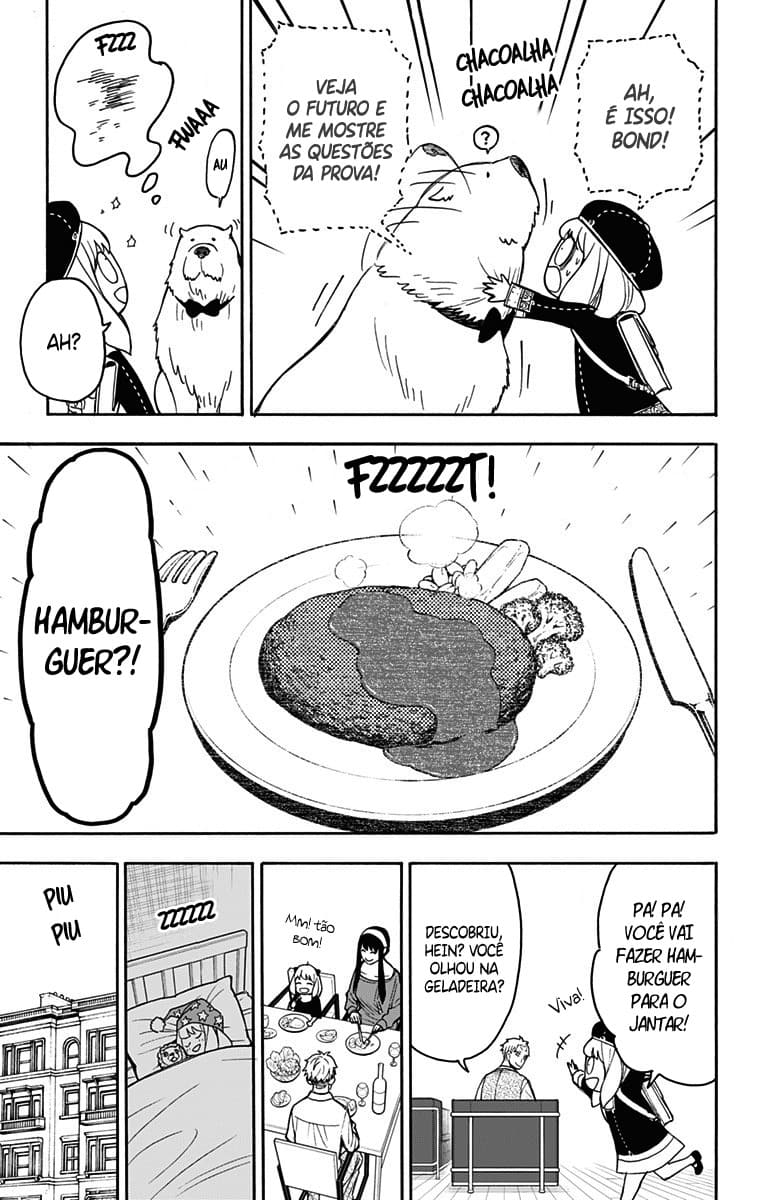 AH,
É ISSO!
BOND!
CHACOALHA
CHACOALHA
?
VEJA
O FUTURO E
ME MOSTRE
AS QUESTÕES
DA PROVA!
FZZZ
FWAAA
AU
AH?
FZZZZZT!
HAMBUR-
GUER?!
PA! PA!
VOCÊ VAI
FAZER HAM-
BURGUER
PARA O
JANTAR!
Viva!
DESCOBRIU,
HEIN? VOCÊ
OLHOU NA
GELADEIRA?
Mm! tão
bom!
ZZZZZZ
PIU
PIU